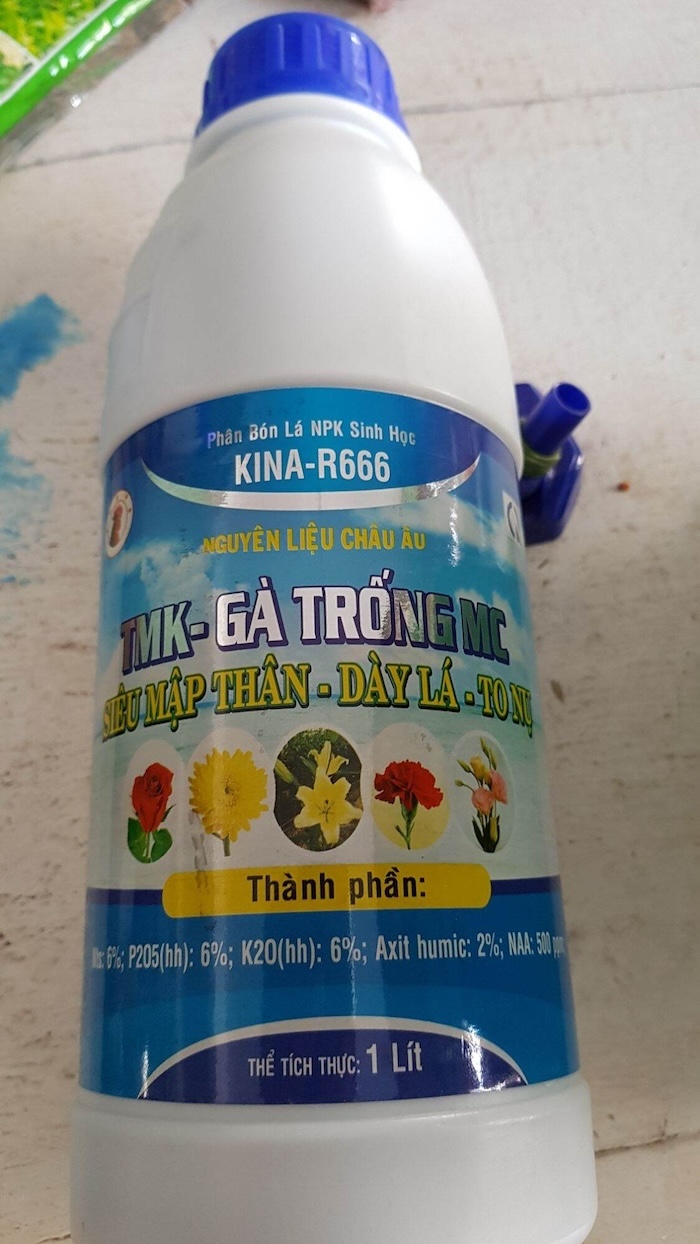 Phân Bón Lá NPK Sinh Học
KINA-R666
NGUYÊN LIỆU CHÂU ÂU
TMK-GÀ TRỐNG MC
SIÊU MẬP THÂN - DÀY LÁ - TO NỤ
Thành phần:
Nts: 6%; P2O5(hh): 6%; K2O(hh): 6%; Axit humic: 2%; NAA: 500 ppm
THỂ TÍCH THỰC: 1 Lít